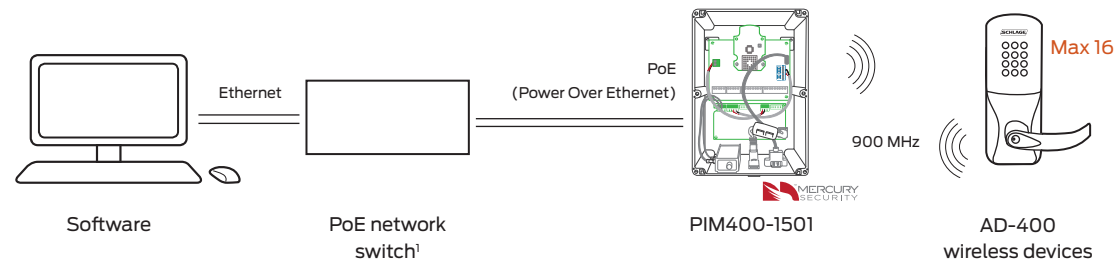 Ethernet
PoE
(Power Over Ethernet)
900 MHz
SCHLAGE
Max 16
MERCURY
SECURITY
Software
PoE network
switch¹
PIM400-1501
AD-400
wireless devices